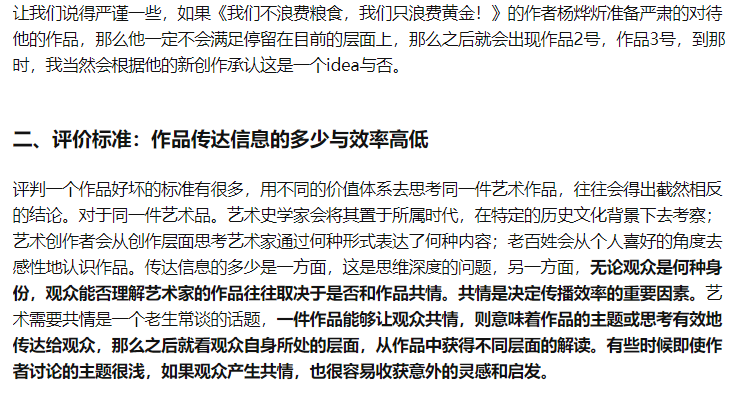 让我们说得严谨一些，如果《我们不浪费粮食，我们只浪费黄金！》的作者杨烨炘准备严肃的对待
他的作品，那么他一定不会满足停留在目前的层面上，那么之后就会出现作品2号，作品3号，到那
时，我当然会根据他的新创作承认这是一个idea与否。
二、评价标准：作品传达信息的多少与效率高低
评判一个作品好坏的标准有很多，用不同的价值体系去思考同一件艺术作品，往往会得出截然相反
的结论。对于同一件艺术品。艺术史学家会将其置于所属时代，在特定的历史文化背景下去考察；
艺术创作者会从创作层面思考艺术家通过何种形式表达了何种内容；老百姓会从个人喜好的角度去
感性地认识作品。传达信息的多少是一方面，这是思维深度的问题，另一方面，无论观众是何种身
份，观众能否理解艺术家的作品往往取决于是否和作品共情。共情是决定传播效率的重要因素。艺
术需要共情是一个老生常谈的话题，一件作品能够让观众共情，则意味着作品的主题或思考有效地
传达给观众，那么之后就看观众自身所处的层面，从作品中获得不同层面的解读。有些时候即使作
者讨论的主题很浅，如果观众产生共情，也很容易收获意外的灵感和启发。